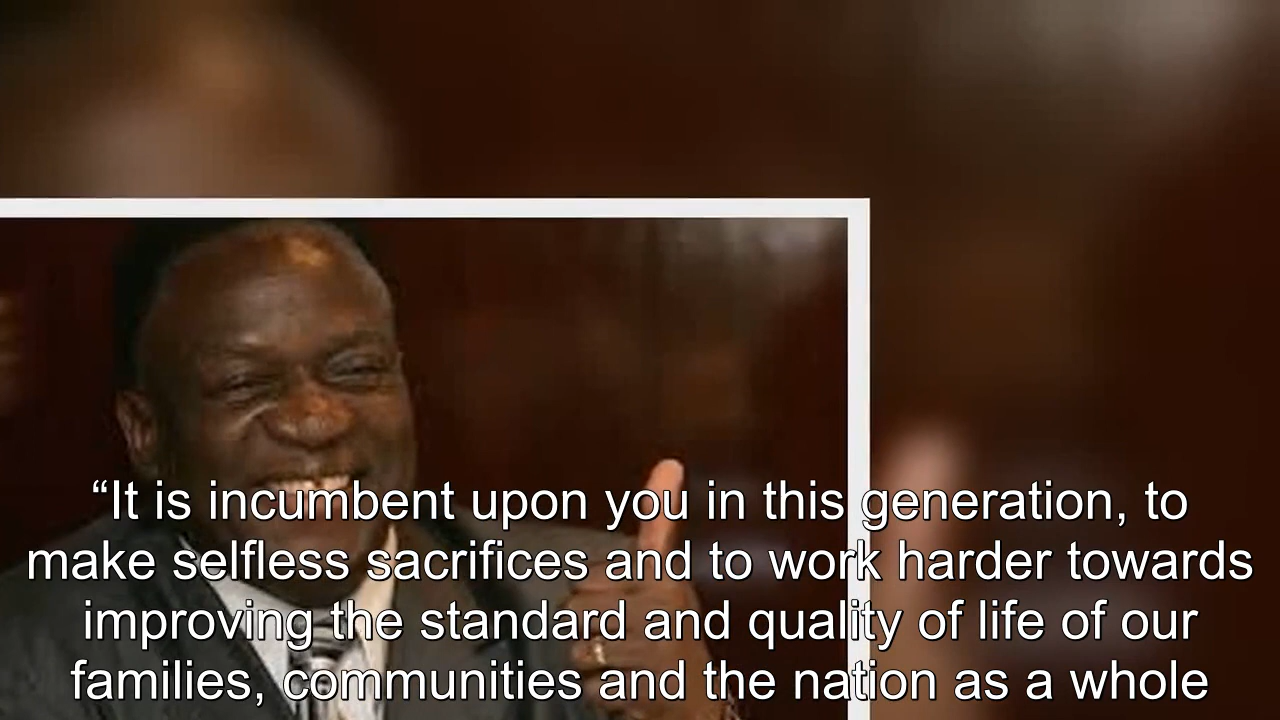 “It is incumbent upon you in this generation, to
make selfless sacrifices and to work harder towards
improving the standard and quality of life of our
families, communities and the nation as a whole